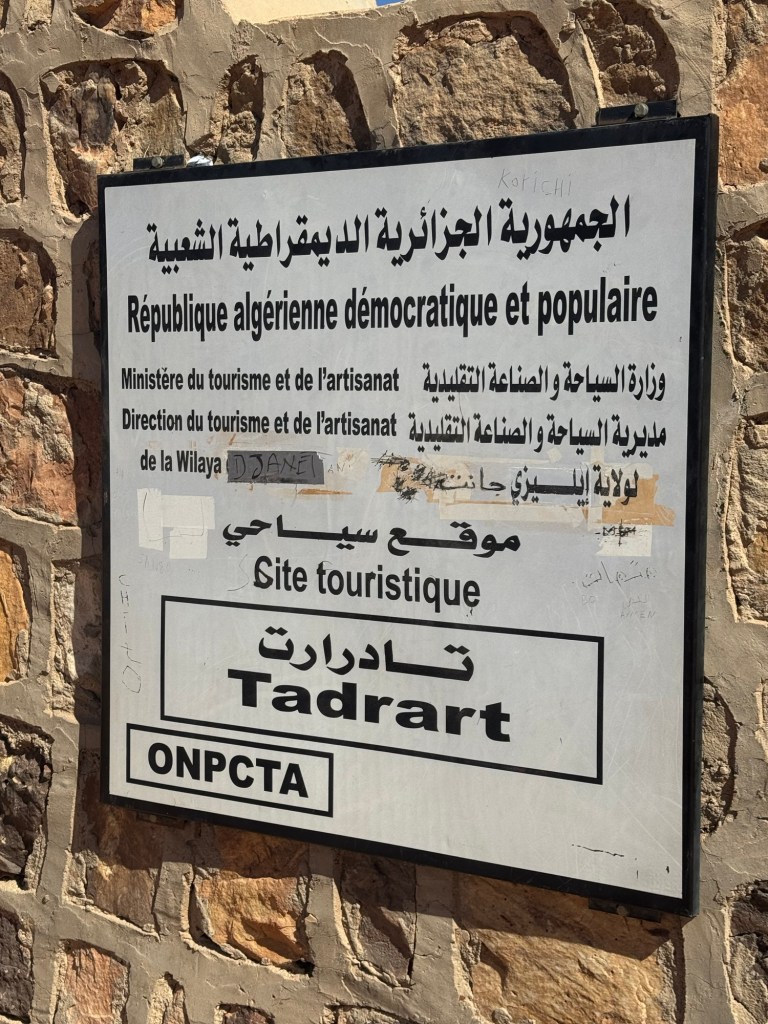 KOKICHI
الجمهورية الجزائرية الديمقراطية الشعبية
République algérienne démocratique et populaire
Ministère du tourisme et de l'artisanat وزارة السياحة و الصناعة التقليدية
Direction du tourisme et de l'artisanat مديرية السياحة و الصناعة التقليدية
de la Wilaya DJANET لولاية إيليزي جانت
موقع سياحي
Site touristique
تادرارت
Tadrart
ONPCTA